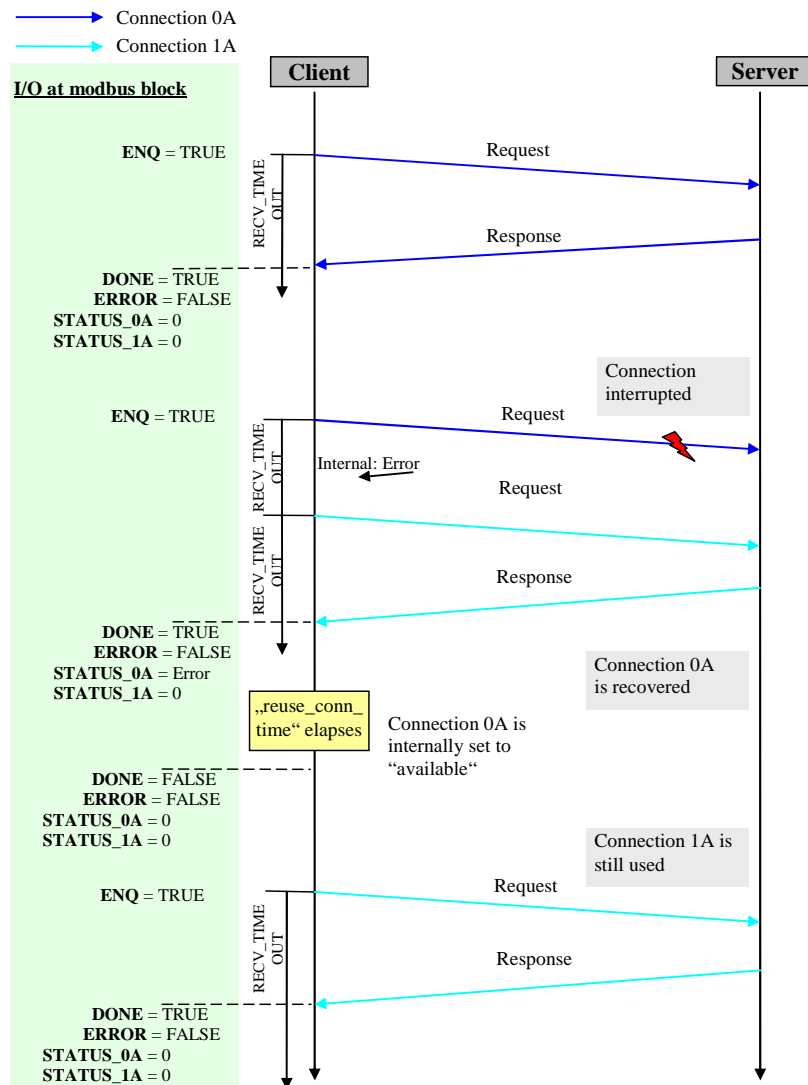 Connection 0A
Connection 1A
Client
Server
I/O at modbus block
ENQ = TRUE
Request
RECV_TIME
OUT
Response
DONE = TRUE
ERROR = FALSE
STATUS_0A = 0
STATUS_1A = 0
Connection
interrupted
ENQ = TRUE
Request
RECV_TIME
OUT
Internal: Error
Request
RECV_TIME
OUT
Response
DONE = TRUE
ERROR = FALSE
STATUS_0A = Error
STATUS_1A = 0
Connection 0A
is recovered
„reuse_conn_
time“ elapses
Connection 0A is
internally set to
“available“
DONE = FALSE
ERROR = FALSE
STATUS_0A = 0
STATUS_1A = 0
Connection 1A is
still used
ENQ = TRUE
Request
RECV_TIME
OUT
Response
DONE = TRUE
ERROR = FALSE
STATUS_0A = 0
STATUS_1A = 0